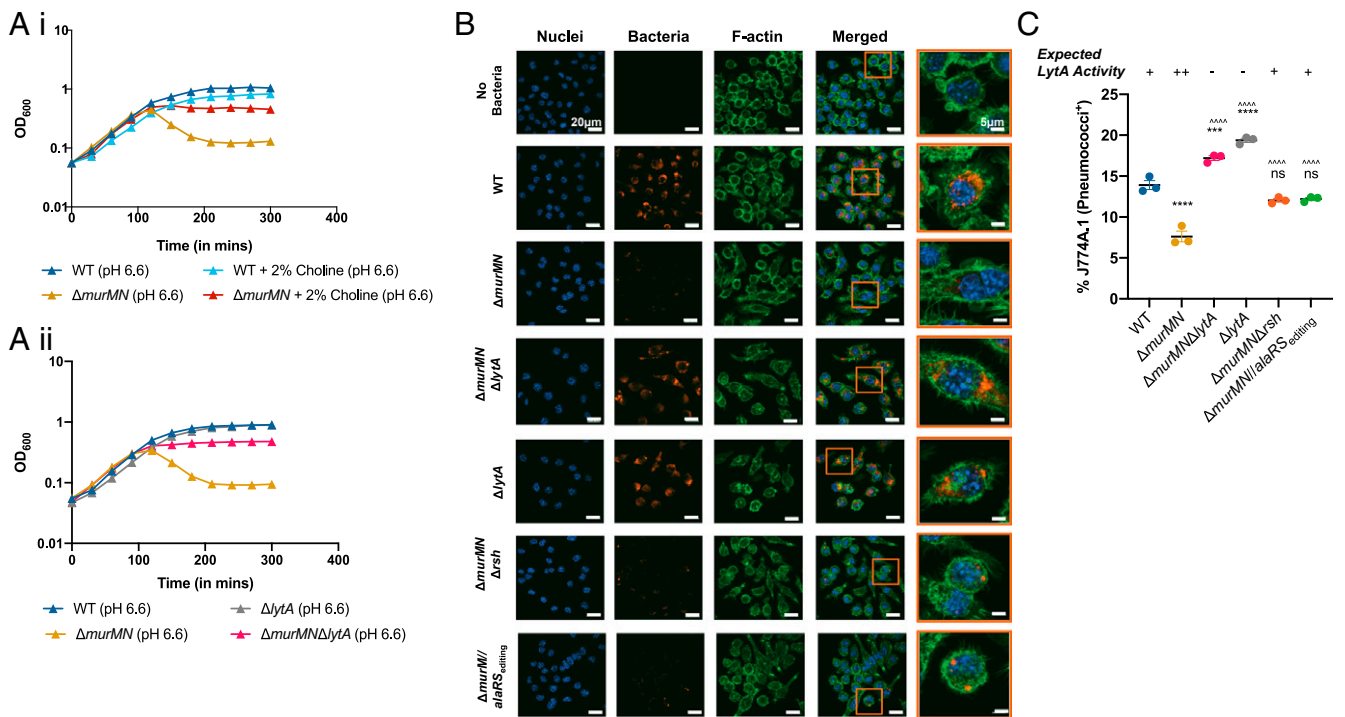 A i
10
1
0.1
0.01
OD600
0 100 200 300 400
Time (in mins)
WT (pH 6.6) WT + 2% Choline (pH 6.6)
ΔmurMN (pH 6.6) ΔmurMN + 2% Choline (pH 6.6)
A ii
10
1
0.1
0.01
OD600
0 100 200 300 400
Time (in mins)
WT (pH 6.6) ΔlytA (pH 6.6)
ΔmurMN (pH 6.6) ΔmurMNΔlytA (pH 6.6)
B
Nuclei Bacteria F-actin Merged
No
Bacteria
20μm
5μm
WT
ΔmurMN
ΔmurMN
ΔlytA
ΔlytA
ΔmurMN
Δrsh
ΔmurM//
alaRSediting
C
Expected
LytA Activity + ++ - - + +
25
20
15
10
5
0
% J774A.1 (Pneumococci+)
****
^^^^
***
^^^^
****
^^^^
ns
^^^^
ns
WT
ΔmurMN
ΔmurMNΔlytA
ΔlytA
ΔmurMNΔrsh
ΔmurMN//alaRSediting